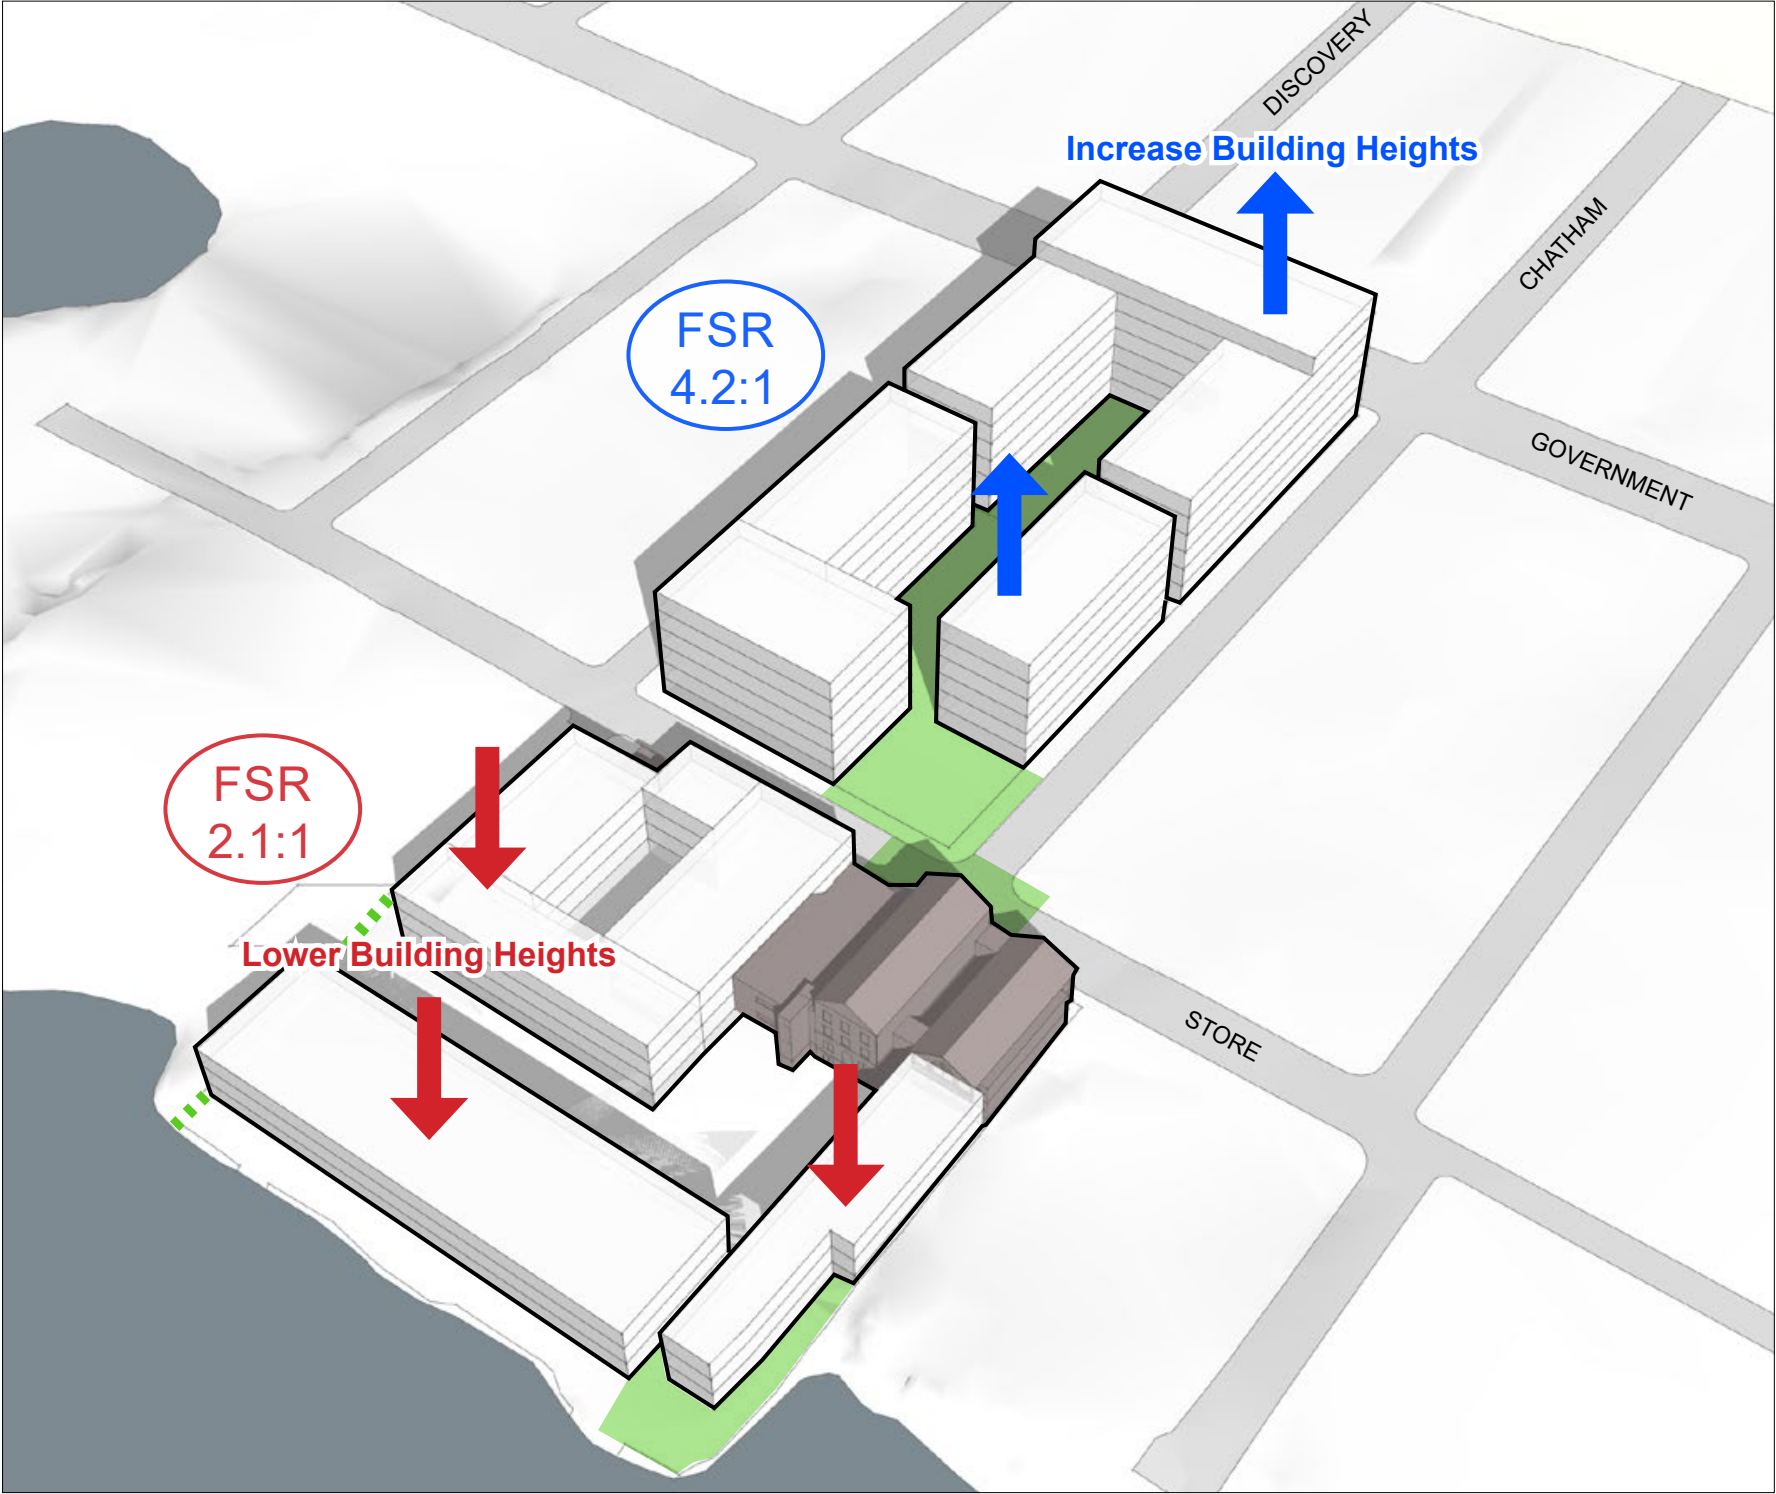 DISCOVERY
Increase Building Heights
CHATHAM
FSR
4.2:1
GOVERNMENT
FSR
2.1:1
Lower Building Heights
STORE